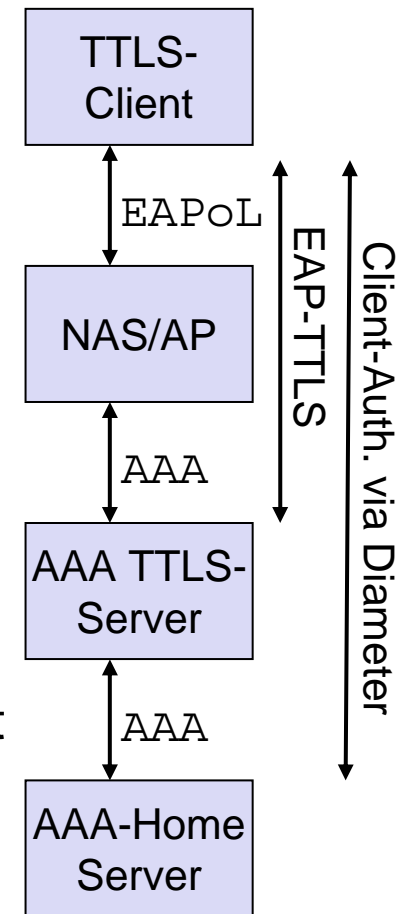 TTLS-
Client
EAPoL
NAS/AP
AAA
AAA TTLS-
Server
AAA
AAA-Home
Server
EAP-TTLS
Client-Auth. via Diameter